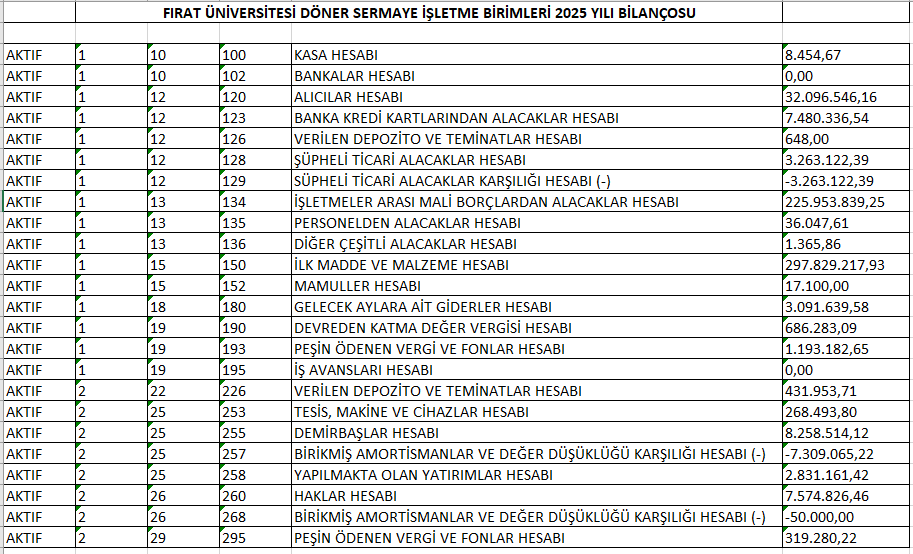 FIRAT ÜNİVERSİTESİ DÖNER SERMAYE İŞLETME BİRİMLERİ 2025 YILI BİLANÇOSU
AKTIF 1 10 100 KASA HESABI 8.454,67
AKTIF 1 10 102 BANKALAR HESABI 0,00
AKTIF 1 12 120 ALICILAR HESABI 32.096.546,16
AKTIF 1 12 123 BANKA KREDİ KARTLARINDAN ALACAKLAR HESABI 7.480.336,54
AKTIF 1 12 126 VERİLEN DEPOZİTO VE TEMİNATLAR HESABI 648,00
AKTIF 1 12 128 ŞÜPHELİ TİCARİ ALACAKLAR HESABI 3.263.122,39
AKTIF 1 12 129 SÜPHELİ TİCARİ ALACAKLAR KARŞILIĞI HESABI (-) -3.263.122,39
AKTIF 1 13 134 İŞLETMELER ARASI MALİ BORÇLARDAN ALACAKLAR HESABI 225.953.839,25
AKTIF 1 13 135 PERSONELDEN ALACAKLAR HESABI 36.047,61
AKTIF 1 13 136 DİĞER ÇEŞİTLİ ALACAKLAR HESABI 1.365,86
AKTIF 1 15 150 İLK MADDE VE MALZEME HESABI 297.829.217,93
AKTIF 1 15 152 MAMULLER HESABI 17.100,00
AKTIF 1 18 180 GELECEK AYLARA AİT GİDERLER HESABI 3.091.639,58
AKTIF 1 19 190 DEVREDEN KATMA DEĞER VERGİSİ HESABI 686.283,09
AKTIF 1 19 193 PEŞİN ÖDENEN VERGİ VE FONLAR HESABI 1.193.182,65
AKTIF 1 19 195 İŞ AVANSLARI HESABI 0,00
AKTIF 2 22 226 VERİLEN DEPOZİTO VE TEMİNATLAR HESABI 431.953,71
AKTIF 2 25 253 TESİS, MAKİNE VE CİHAZLAR HESABI 268.493,80
AKTIF 2 25 255 DEMİRBAŞLAR HESABI 8.258.514,12
AKTIF 2 25 257 BİRİKMİŞ AMORTİSMANLAR VE DEĞER DÜŞÜKLÜĞÜ KARŞILIĞI HESABI (-) -7.309.065,22
AKTIF 2 25 258 YAPILMAKTA OLAN YATIRIMLAR HESABI 2.831.161,42
AKTIF 2 26 260 HAKLAR HESABI 7.574.826,46
AKTIF 2 26 268 BİRİKMİŞ AMORTİSMANLAR VE DEĞER DÜŞÜKLÜĞÜ KARŞILIĞI HESABI (-) -50.000,00
AKTIF 2 29 295 PEŞİN ÖDENEN VERGİ VE FONLAR HESABI 319.280,22